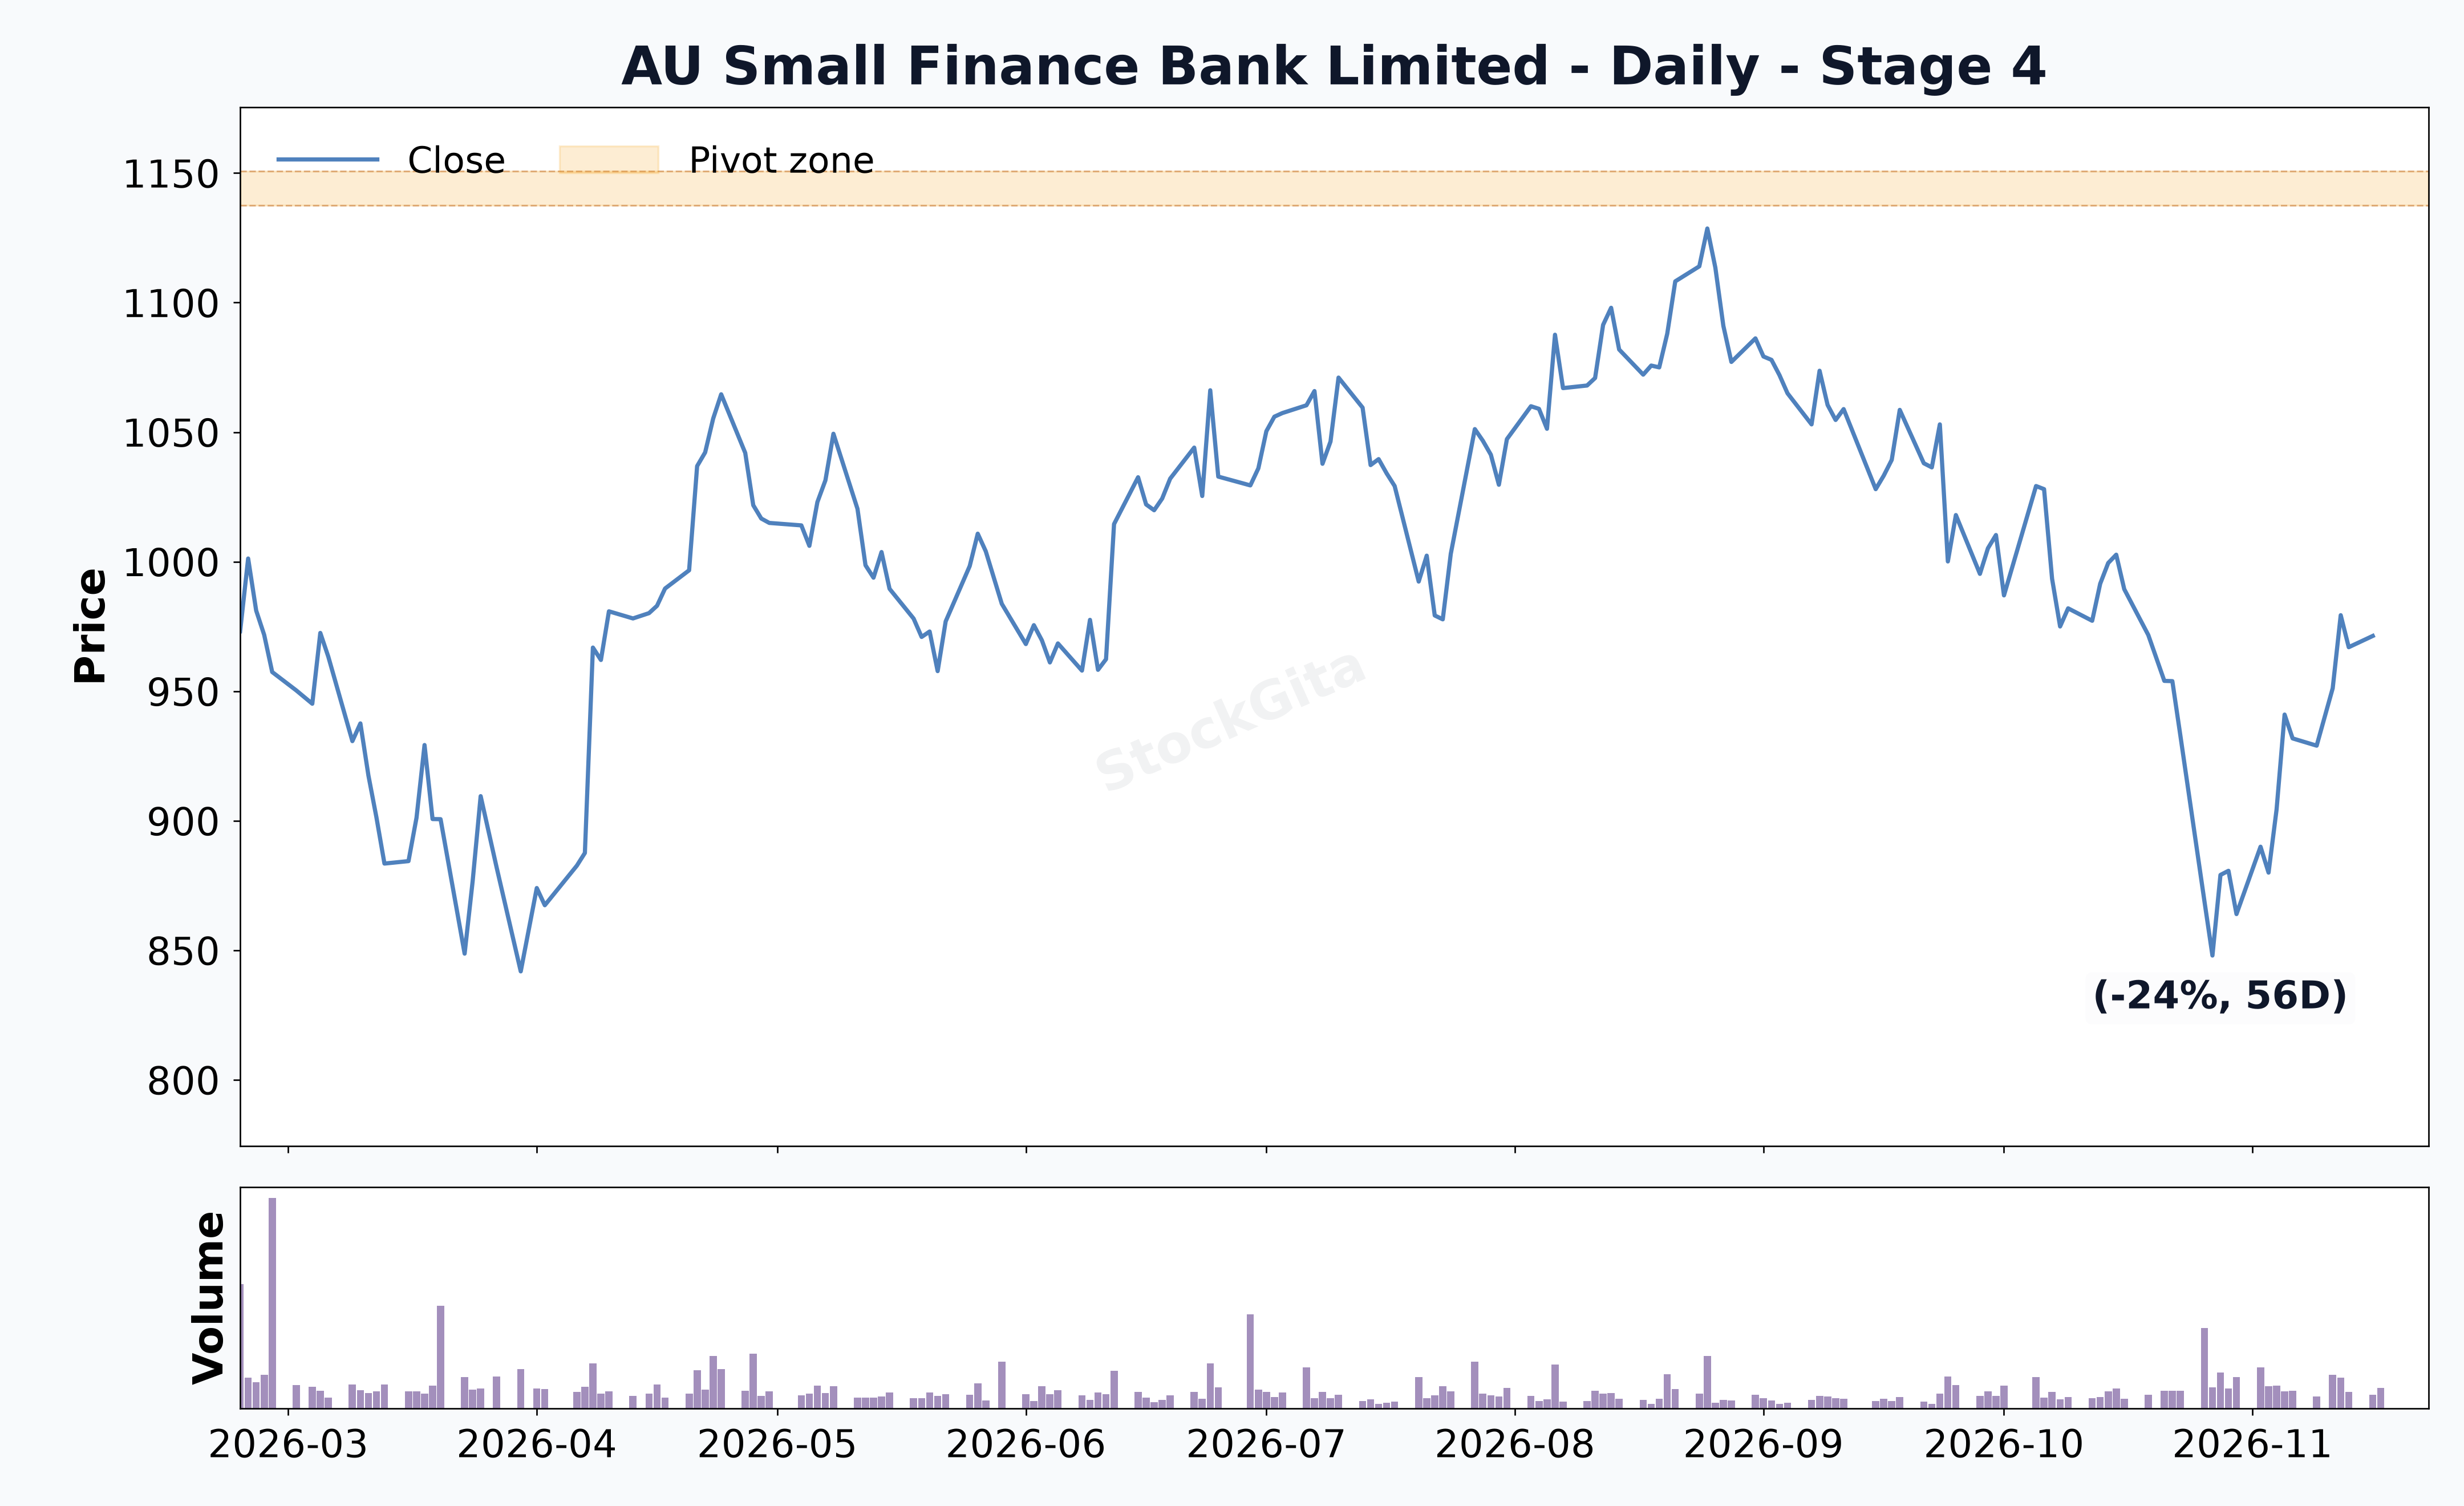 AU Small Finance Bank Limited - Daily - Stage 4
Close Pivot zone
1150
1100
1050
1000
950
900
850
800
Price
StockGita
(-24%, 56D)
Volume
2026-03 2026-04 2026-05 2026-06 2026-07 2026-08 2026-09 2026-10 2026-11